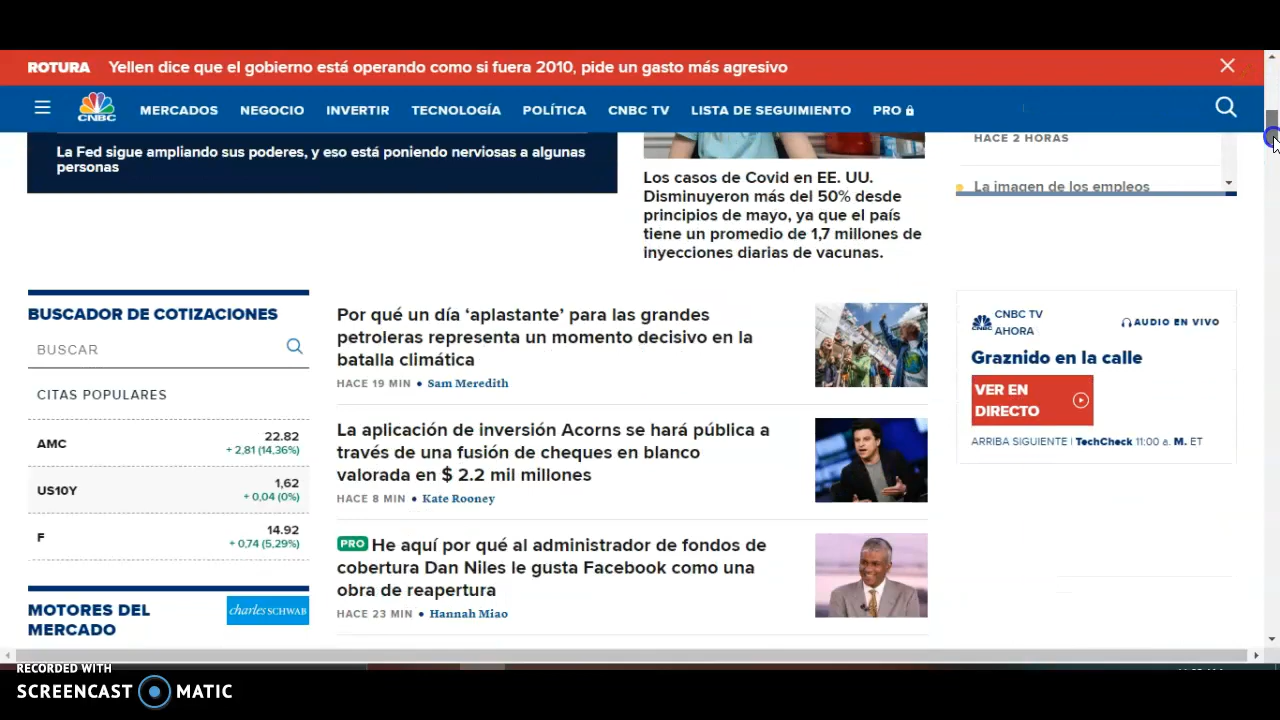 ROTURA Yellen dice que el gobierno está operando como si fuera 2010, pide un gasto más agresivo
CNBC MERCADOS NEGOCIO INVERTIR TECNOLOGÍA POLÍTICA CNBC TV LISTA DE SEGUIMIENTO PRO
La Fed sigue ampliando sus poderes, y eso está poniendo nerviosas a algunas
personas
Los casos de Covid en EE. UU.
Disminuyeron más del 50% desde
principios de mayo, ya que el país
tiene un promedio de 1,7 millones de
inyecciones diarias de vacunas.
HACE 2 HORAS
La imagen de los empleos
BUSCADOR DE COTIZACIONES
BUSCAR
CITAS POPULARES
AMC 22.82
+ 2,81 (14,36%)
US10Y 1,62
+ 0,04 (0%)
F 14.92
+ 0,74 (5,29%)
MOTORES DEL
MERCADO
charles SCHWAB
Por qué un día ‘aplastante’ para las grandes
petroleras representa un momento decisivo en la
batalla climática
HACE 19 MIN • Sam Meredith
La aplicación de inversión Acorns se hará pública a
través de una fusión de cheques en blanco
valorada en $ 2.2 mil millones
HACE 8 MIN • Kate Rooney
PRO He aquí por qué al administrador de fondos de
cobertura Dan Niles le gusta Facebook como una
obra de reapertura
HACE 23 MIN • Hannah Miao
CNBC TV
AHORA
AUDIO EN VIVO
Graznido en la calle
VER EN
DIRECTO
ARRIBA SIGUIENTE | TechCheck 11:00 a. M. ET
RECORDED WITH
SCREENCAST MATIC